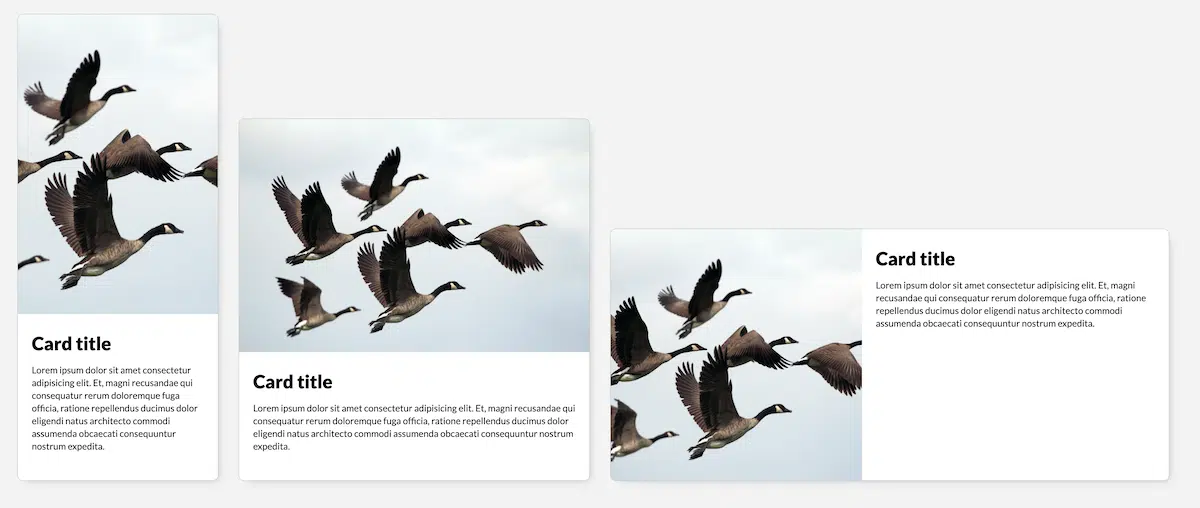 Card title
Lorem ipsum dolor sit amet consectetur
adipisicing elit. Et, magni recusandae qui
consequatur rerum doloremque fuga
officia, ratione repellendus ducimus dolor
eligendi natus architecto commodi
assumenda obcaecati consequuntur
nostrum expedita.
Card title
Lorem ipsum dolor sit amet consectetur adipisicing elit. Et, magni recusandae qui
consequatur rerum doloremque fuga officia, ratione repellendus ducimus dolor
eligendi natus architecto commodi assumenda obcaecati consequuntur nostrum
expedita.
Card title
Lorem ipsum dolor sit amet consectetur adipisicing elit. Et, magni
recusandae qui consequatur rerum doloremque fuga officia, ratione
repellendus ducimus dolor eligendi natus architecto commodi
assumenda obcaecati consequuntur nostrum expedita.